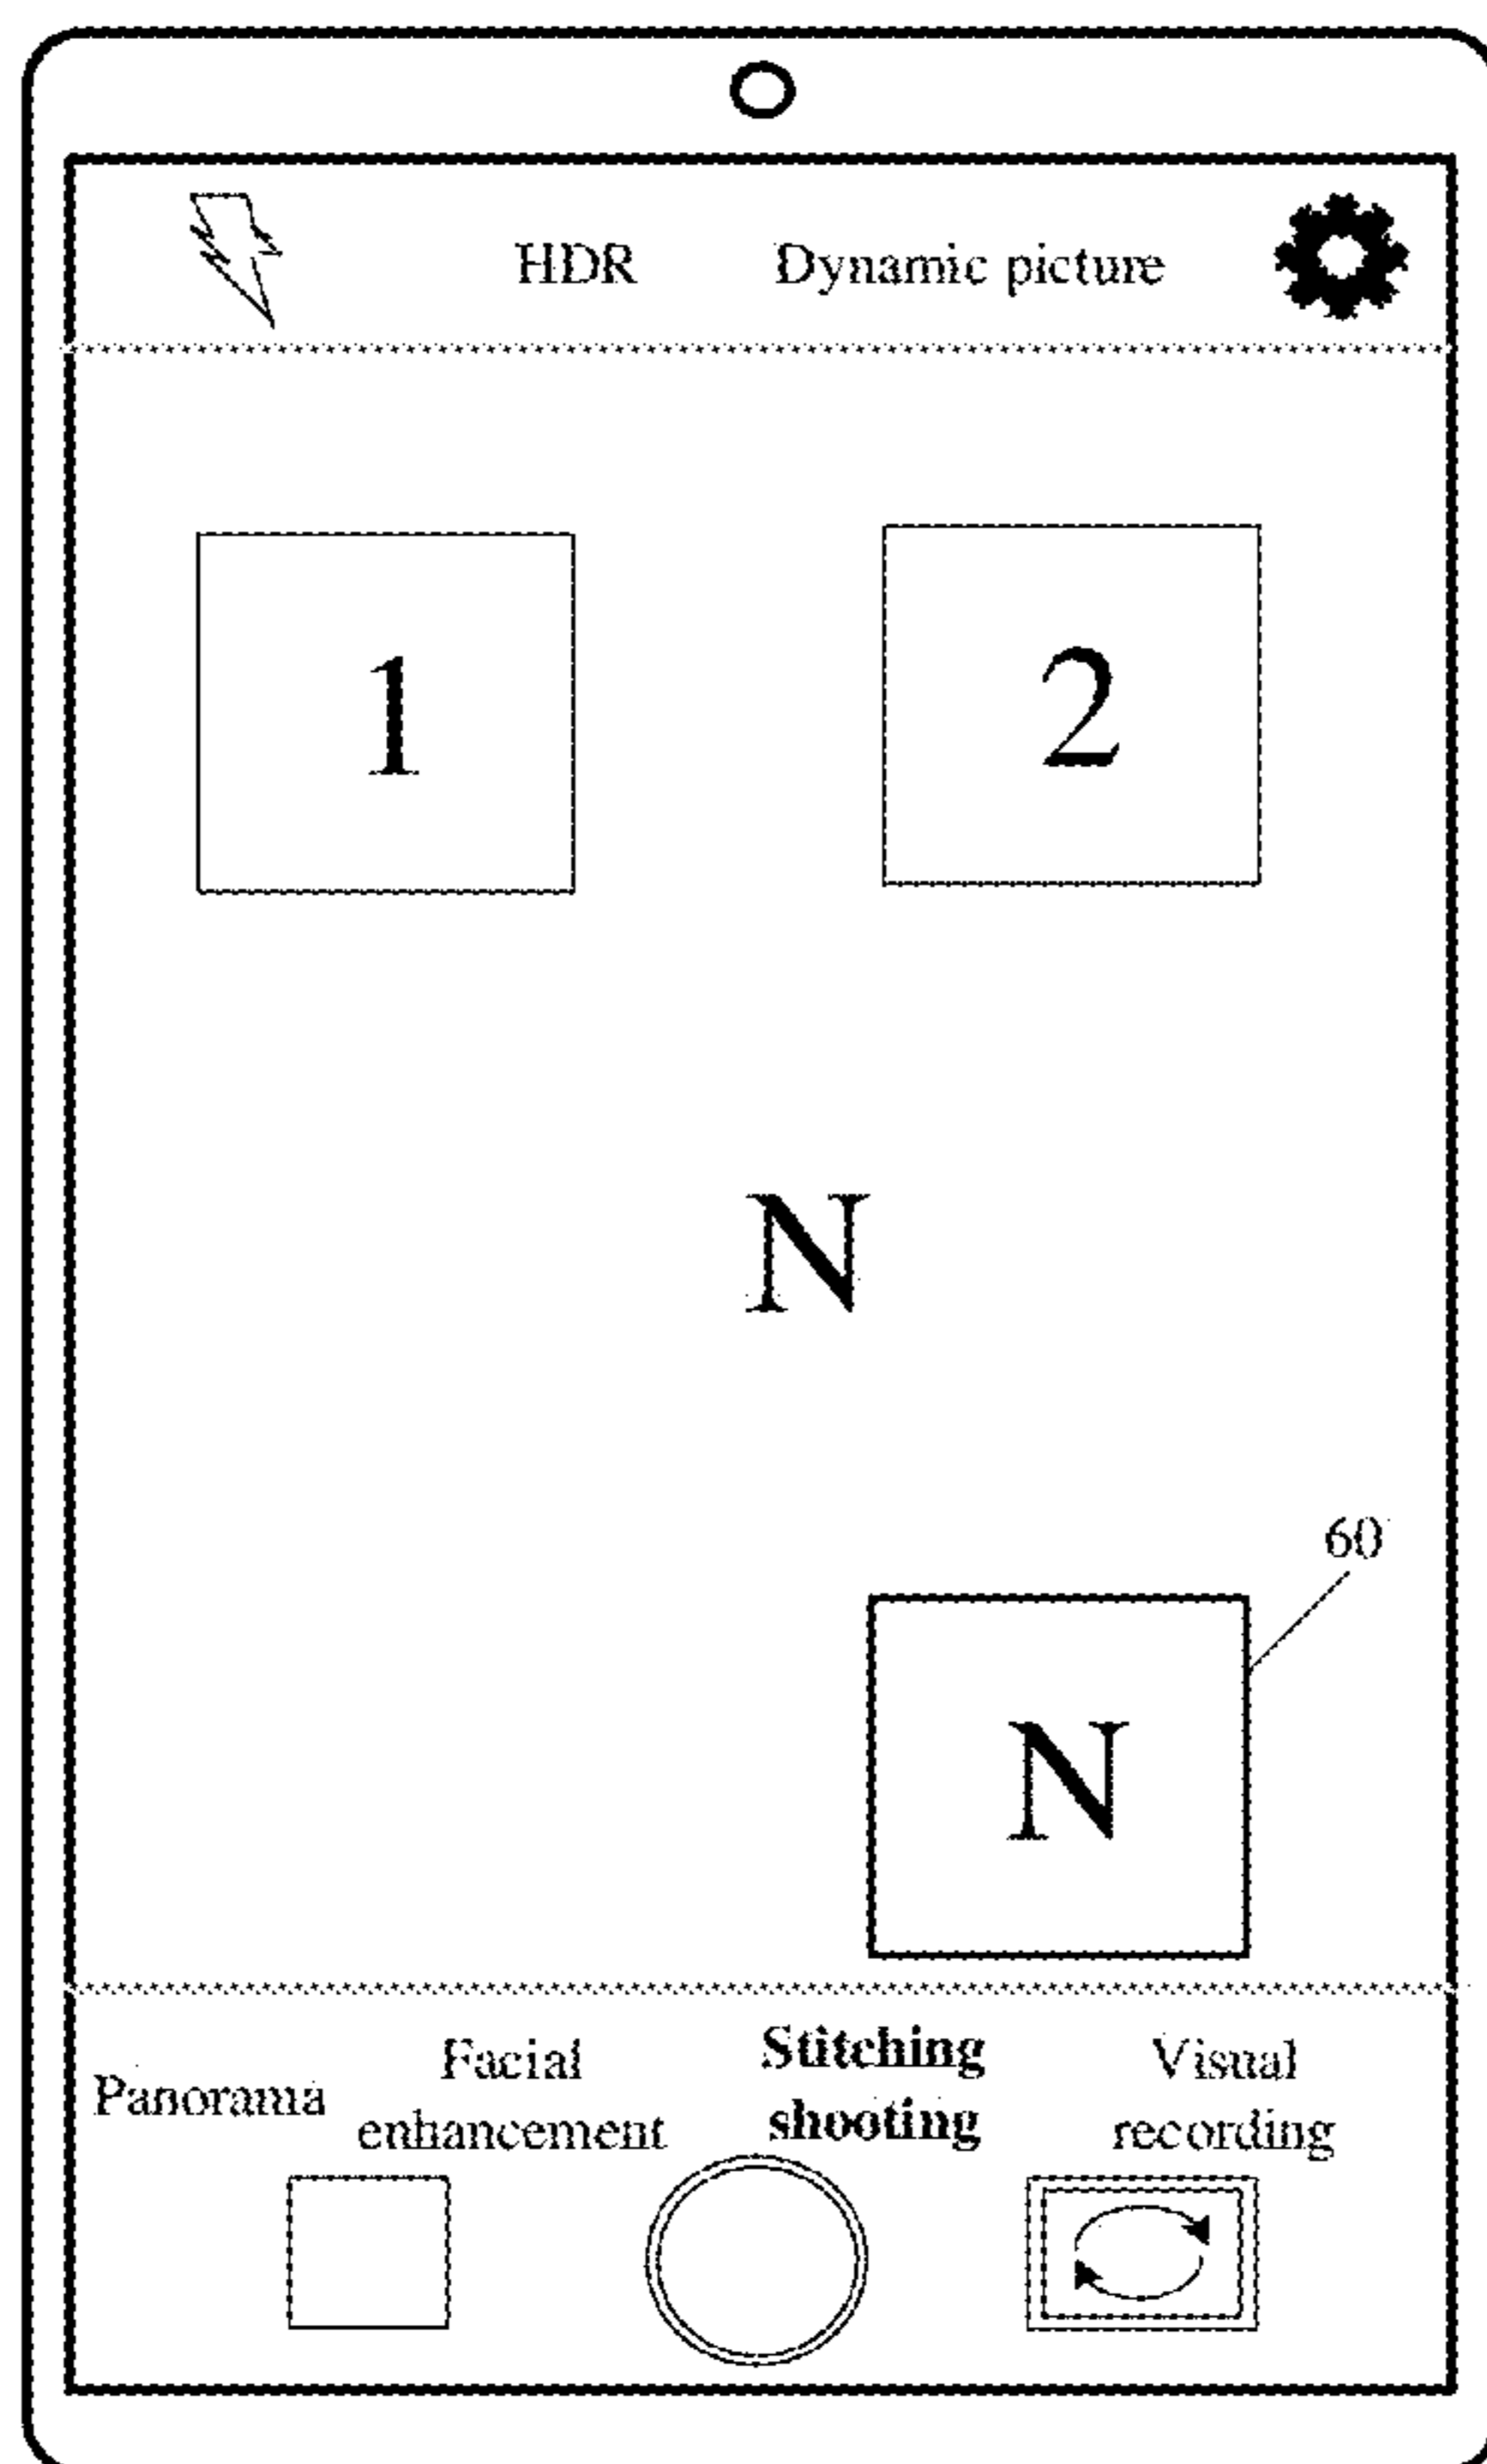 HDR Dynamic picture
1 2
N
60
N
Panorama Facial enhancement Stitching shooting Visual recording